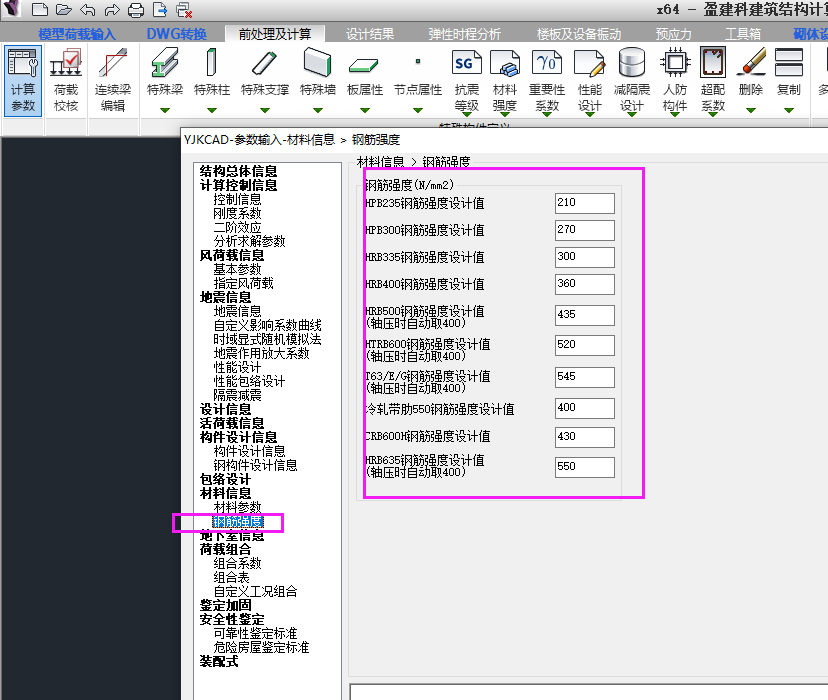 x64 - 盈建科建筑结构计
模型荷载输入 DWG转换 前处理及计算 设计结果 弹性时程分析 楼板及设备振动 预应力 工具箱 砌体设
计算参数 荷载校核 连续梁编辑 特殊梁 特殊柱 特殊支撑 特殊墙 板属性 节点属性 抗震等级 材料强度 重要性系数 性能设计 减隔震设计 人防构件 超配系数 删除 复制 多
特殊构件定义
YJKCAD-参数输入-材料信息 > 钢筋强度
结构总体信息
计算控制信息
控制信息
刚度系数
二阶效应
分析求解参数
风荷载信息
基本参数
指定风荷载
地震信息
地震信息
自定义影响系数曲线
时域显式随机模拟法
地震作用放大系数
性能设计
性能包络设计
隔震减震
设计信息
活荷载信息
构件设计信息
构件设计信息
钢构件设计信息
包络设计
材料信息
材料参数
钢筋强度
地下室信息
荷载组合
组合系数
组合表
自定义工况组合
鉴定加固
安全性鉴定
可靠性鉴定标准
危险房屋鉴定标准
装配式
材料信息 > 钢筋强度
钢筋强度(N/mm2)
HPB235钢筋强度设计值 210
HPB300钢筋强度设计值 270
HRB335钢筋强度设计值 300
HRB400钢筋强度设计值 360
HRB500钢筋强度设计值 435
(轴压时自动取400)
HTRB600钢筋强度设计值 520
(轴压时自动取400)
T63/E/G钢筋强度设计值 545
(轴压时自动取400)
冷轧带肋550钢筋强度设计值 400
CRB600H钢筋强度设计值 430
HRB635钢筋强度设计值 550
(轴压时自动取400)